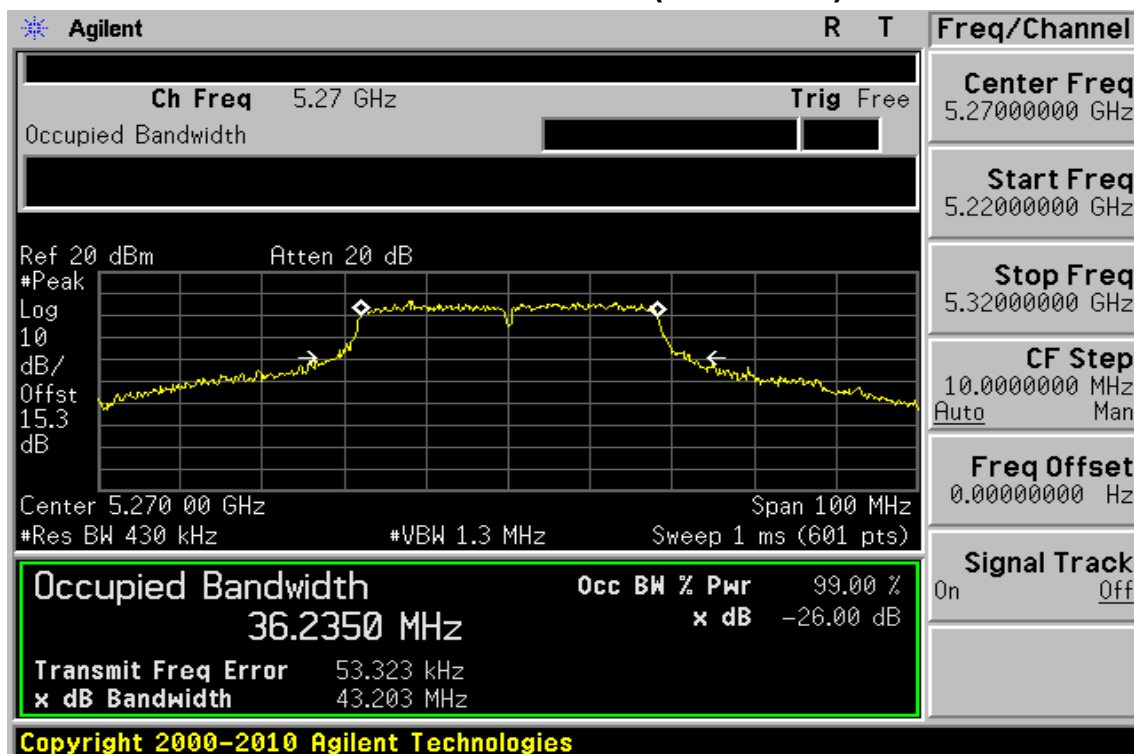 Agilent R T
Freq/Channel
Ch Freq 5.27 GHz Trig Free
Occupied Bandwidth
Ref 20 dBm Atten 20 dB
#Peak
Log
10
dB/
Offst
15.3
dB
Center 5.270 00 GHz Span 100 MHz
#Res BW 430 kHz #VBW 1.3 MHz Sweep 1 ms (601 pts)
Occupied Bandwidth
36.2350 MHz
Occ BW % Pwr 99.00 %
x dB -26.00 dB
Transmit Freq Error 53.323 kHz
x dB Bandwidth 43.203 MHz
Center Freq
5.27000000 GHz
Start Freq
5.22000000 GHz
Stop Freq
5.32000000 GHz
CF Step
10.0000000 MHz
Auto Man
Freq Offset
0.00000000 Hz
Signal Track
On Off
Copyright 2000-2010 Agilent Technologies